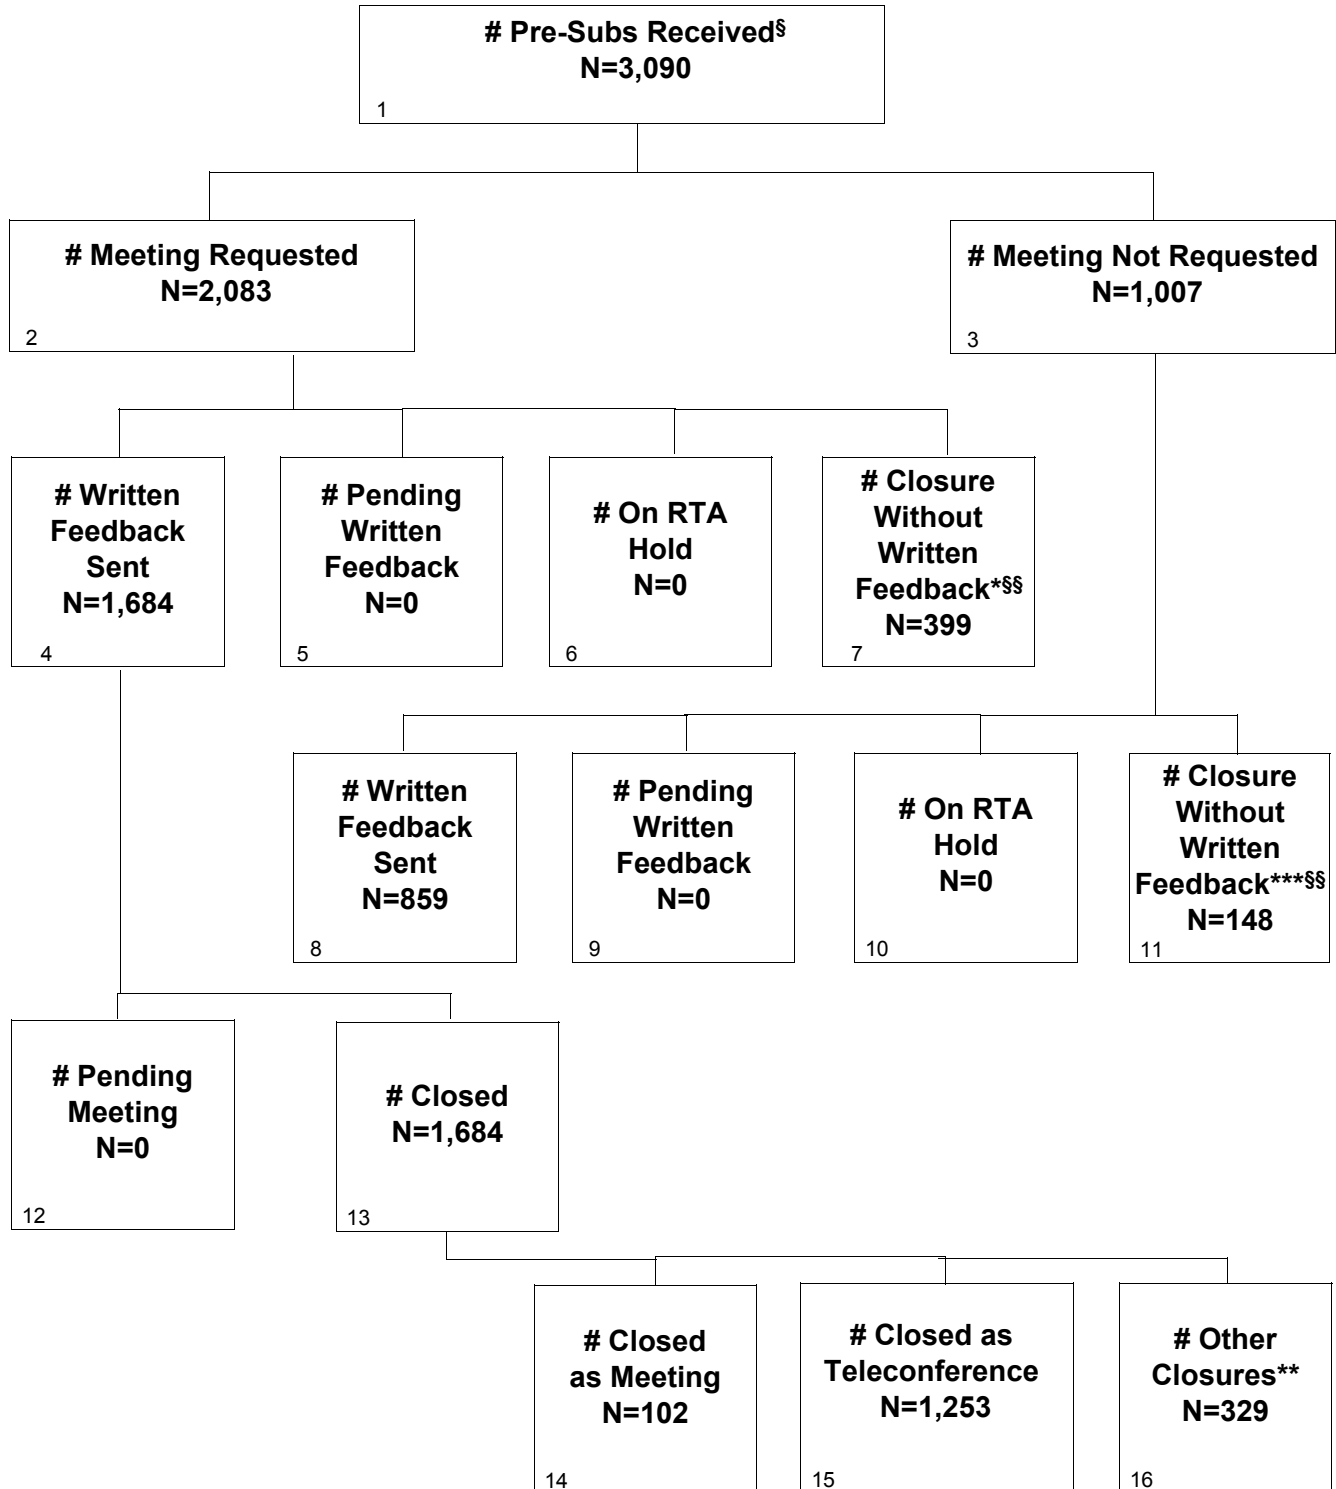 # Pre-Subs Received§
N=3,090
1
# Meeting Requested
N=2,083
2
# Meeting Not Requested
N=1,007
3
# Written
Feedback
Sent
N=1,684
4
# Pending
Written
Feedback
N=0
5
# On RTA
Hold
N=0
6
# Closure
Without
Written
Feedback*§§
N=399
7
# Written
Feedback
Sent
N=859
8
# Pending
Written
Feedback
N=0
9
# On RTA
Hold
N=0
10
# Closure
Without
Written
Feedback***§§
N=148
11
# Pending
Meeting
N=0
12
# Closed
N=1,684
13
# Closed
as Meeting
N=102
14
# Closed as
Teleconference
N=1,253
15
# Other
Closures**
N=329
16